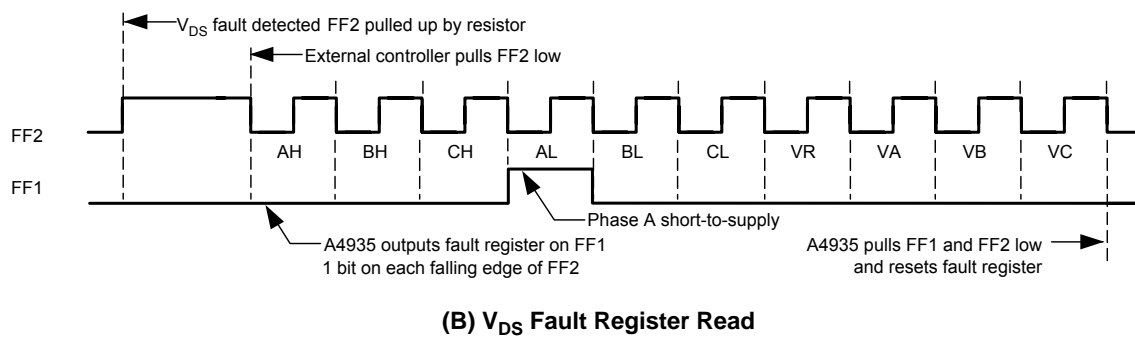 V_DS fault detected FF2 pulled up by resistor
External controller pulls FF2 low
FF2
AH BH CH AL BL CL VR VA VB VC
FF1
Phase A short-to-supply
A4935 outputs fault register on FF1
1 bit on each falling edge of FF2
A4935 pulls FF1 and FF2 low
and resets fault register
(B) V_DS Fault Register Read